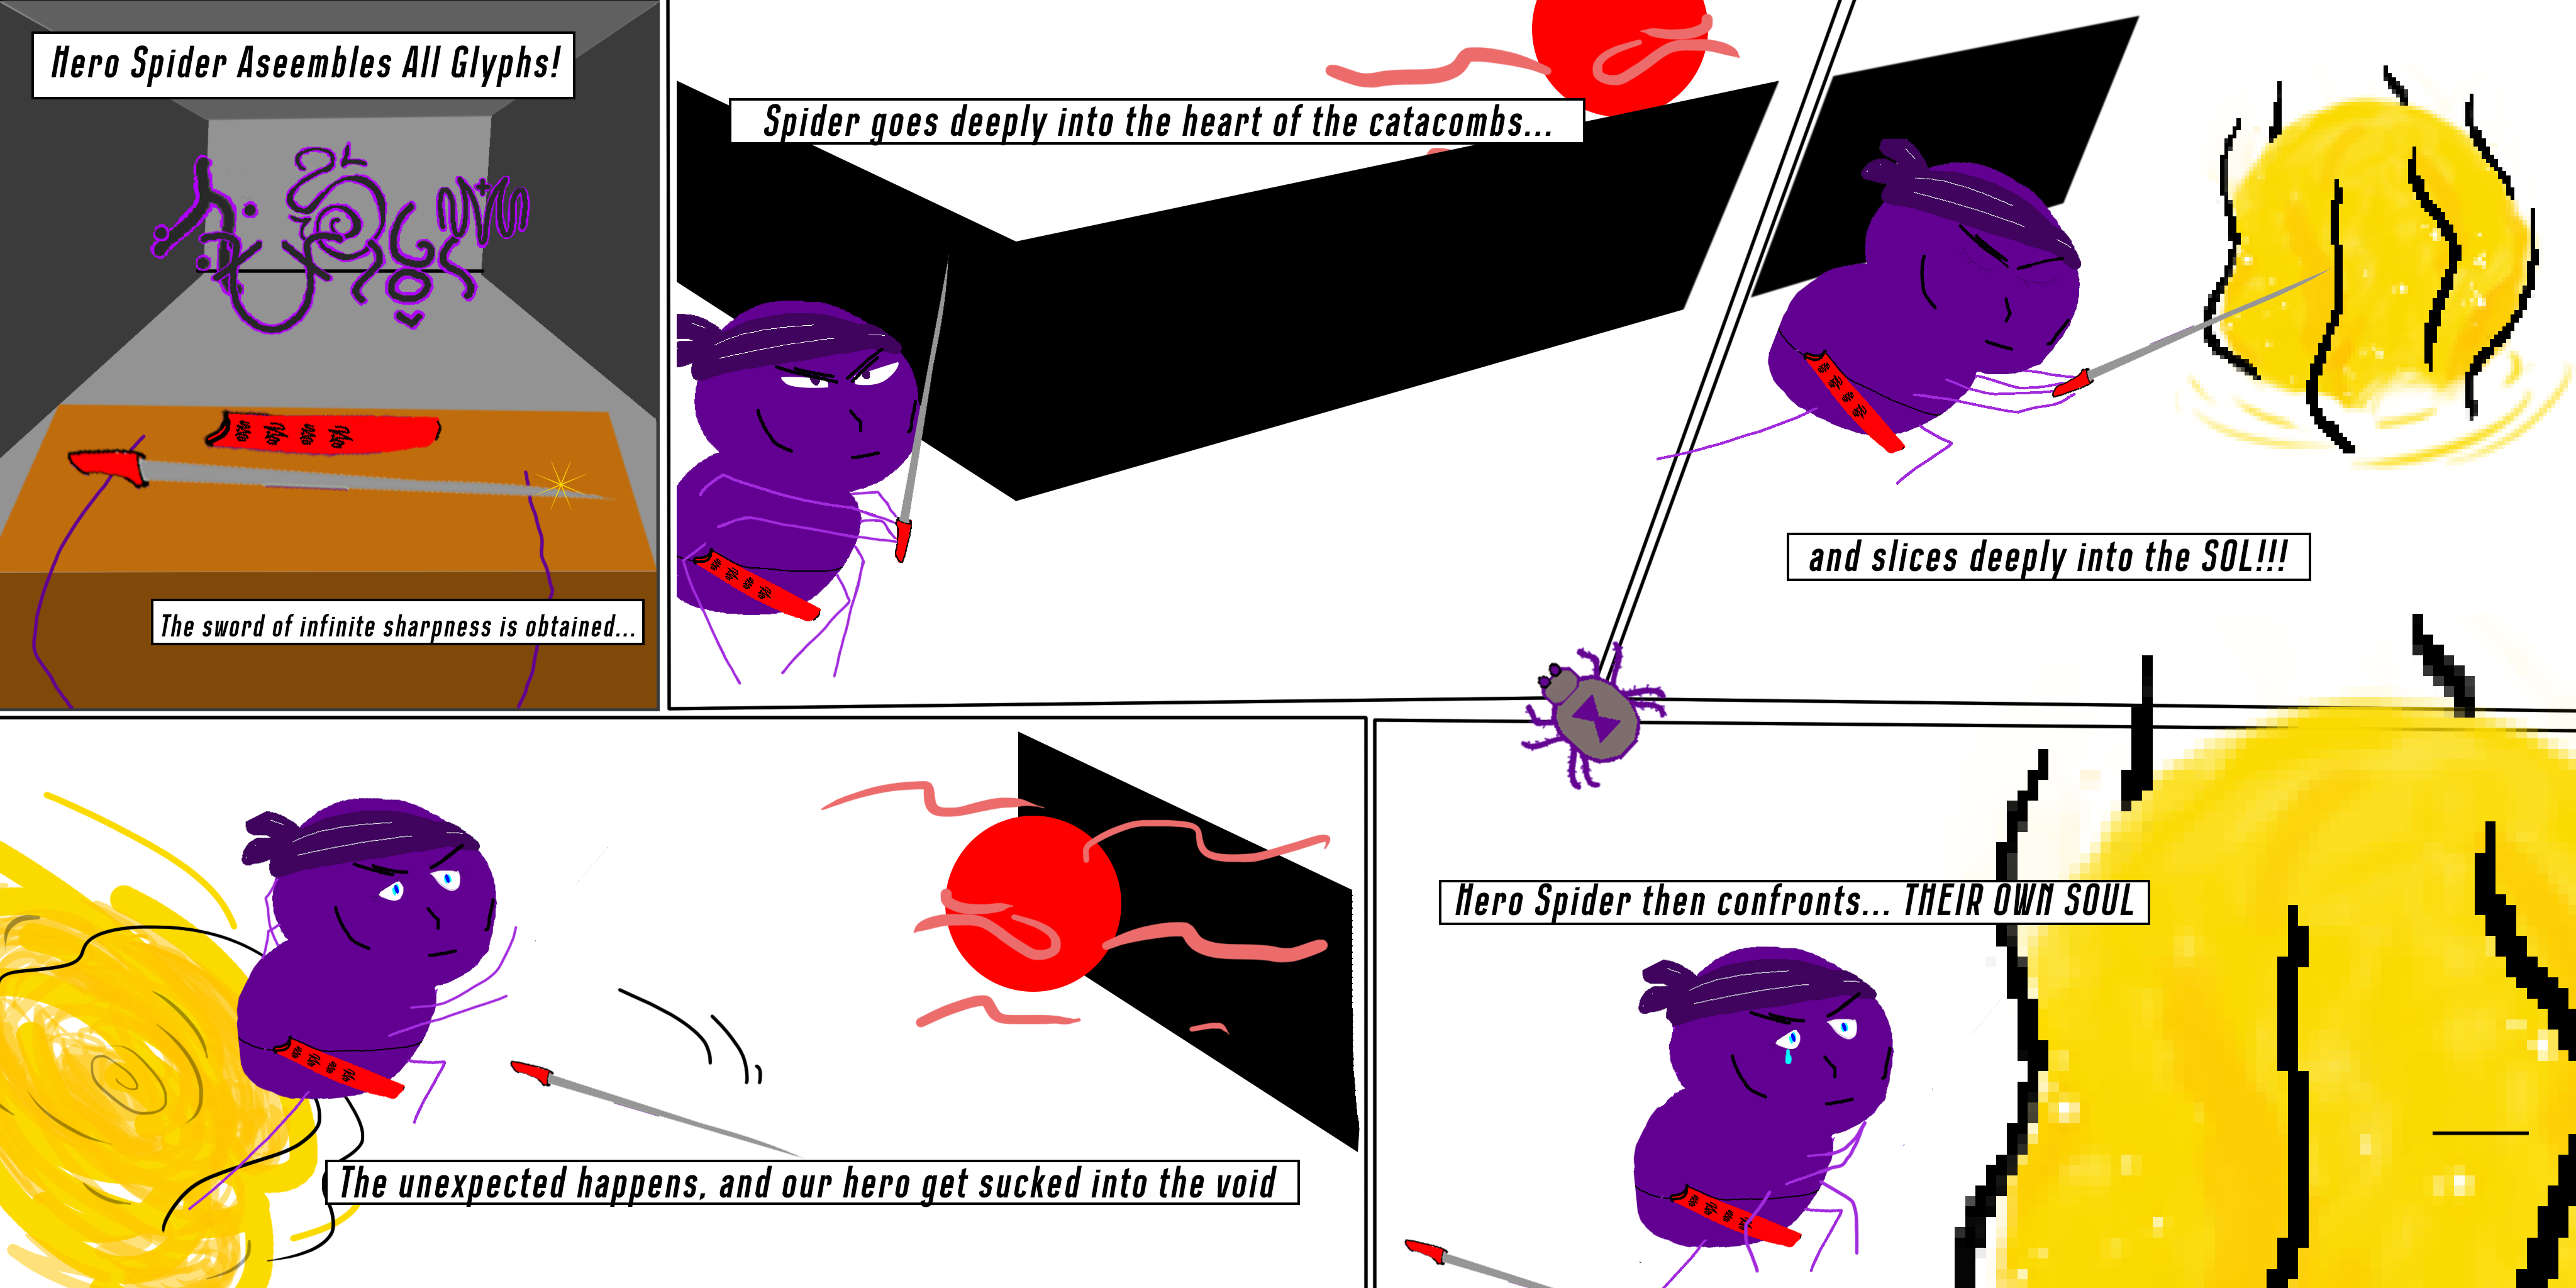 Hero Spider Aseembles All Glyphs!
The sword of infinite sharpness is obtained...
Spider goes deeply into the heart of the catacombs...
and slices deeply into the SOL!!!
The unexpected happens, and our hero get sucked into the void
Hero Spider then confronts... THEIR OWN SOUL